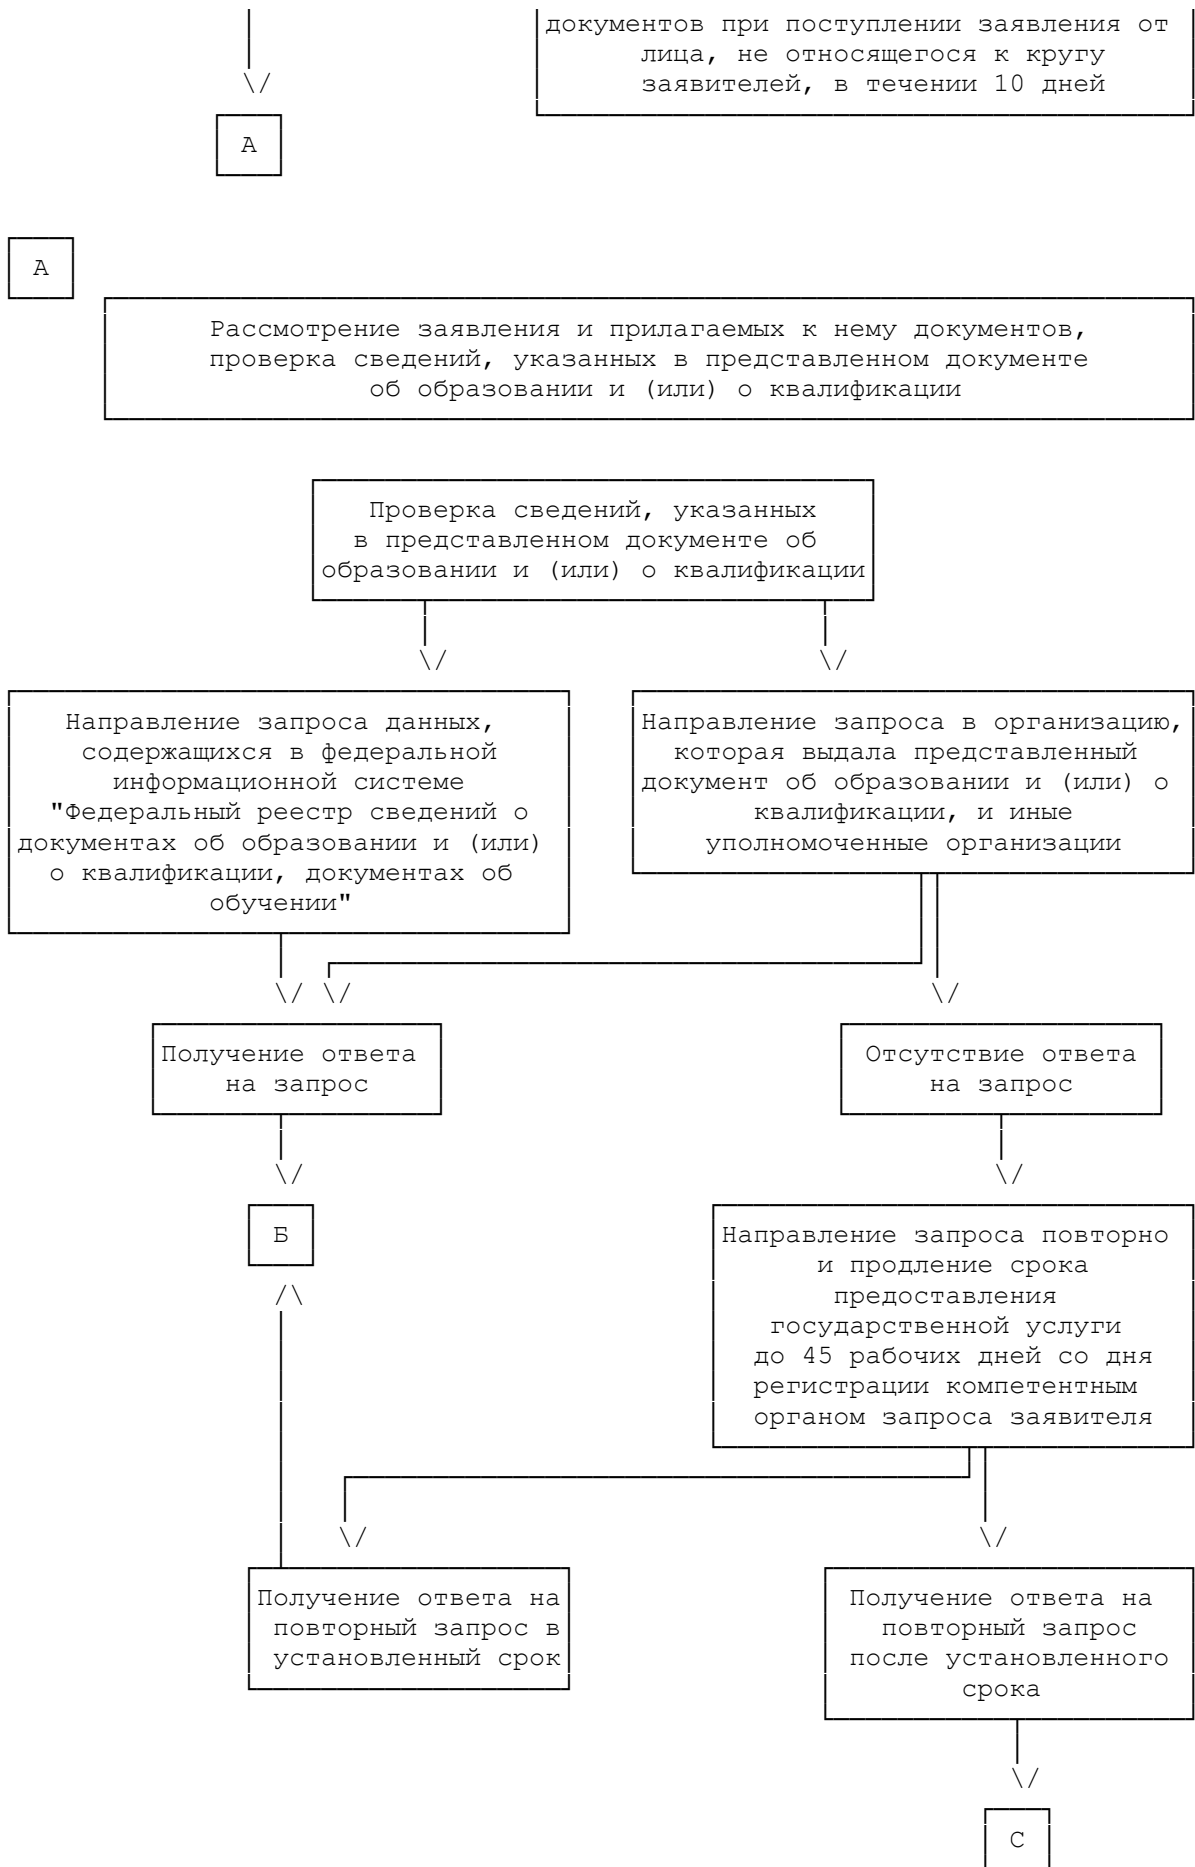 документов при поступлении заявления от
лица, не относящегося к кругу
заявителей, в течении 10 дней
А
А
Рассмотрение заявления и прилагаемых к нему документов,
проверка сведений, указанных в представленном документе
об образовании и (или) о квалификации
Проверка сведений, указанных
в представленном документе об
образовании и (или) о квалификации
Направление запроса данных,
содержащихся в федеральной
информационной системе
"Федеральный реестр сведений о
документах об образовании и (или)
о квалификации, документах об
обучении"
Направление запроса в организацию,
которая выдала представленный
документ об образовании и (или) о
квалификации, и иные
уполномоченные организации
Получение ответа
на запрос
Отсутствие ответа
на запрос
Б
Направление запроса повторно
и продление срока
предоставления
государственной услуги
до 45 рабочих дней со дня
регистрации компетентным
органом запроса заявителя
Получение ответа на
повторный запрос в
установленный срок
Получение ответа на
повторный запрос
после установленного
срока
С